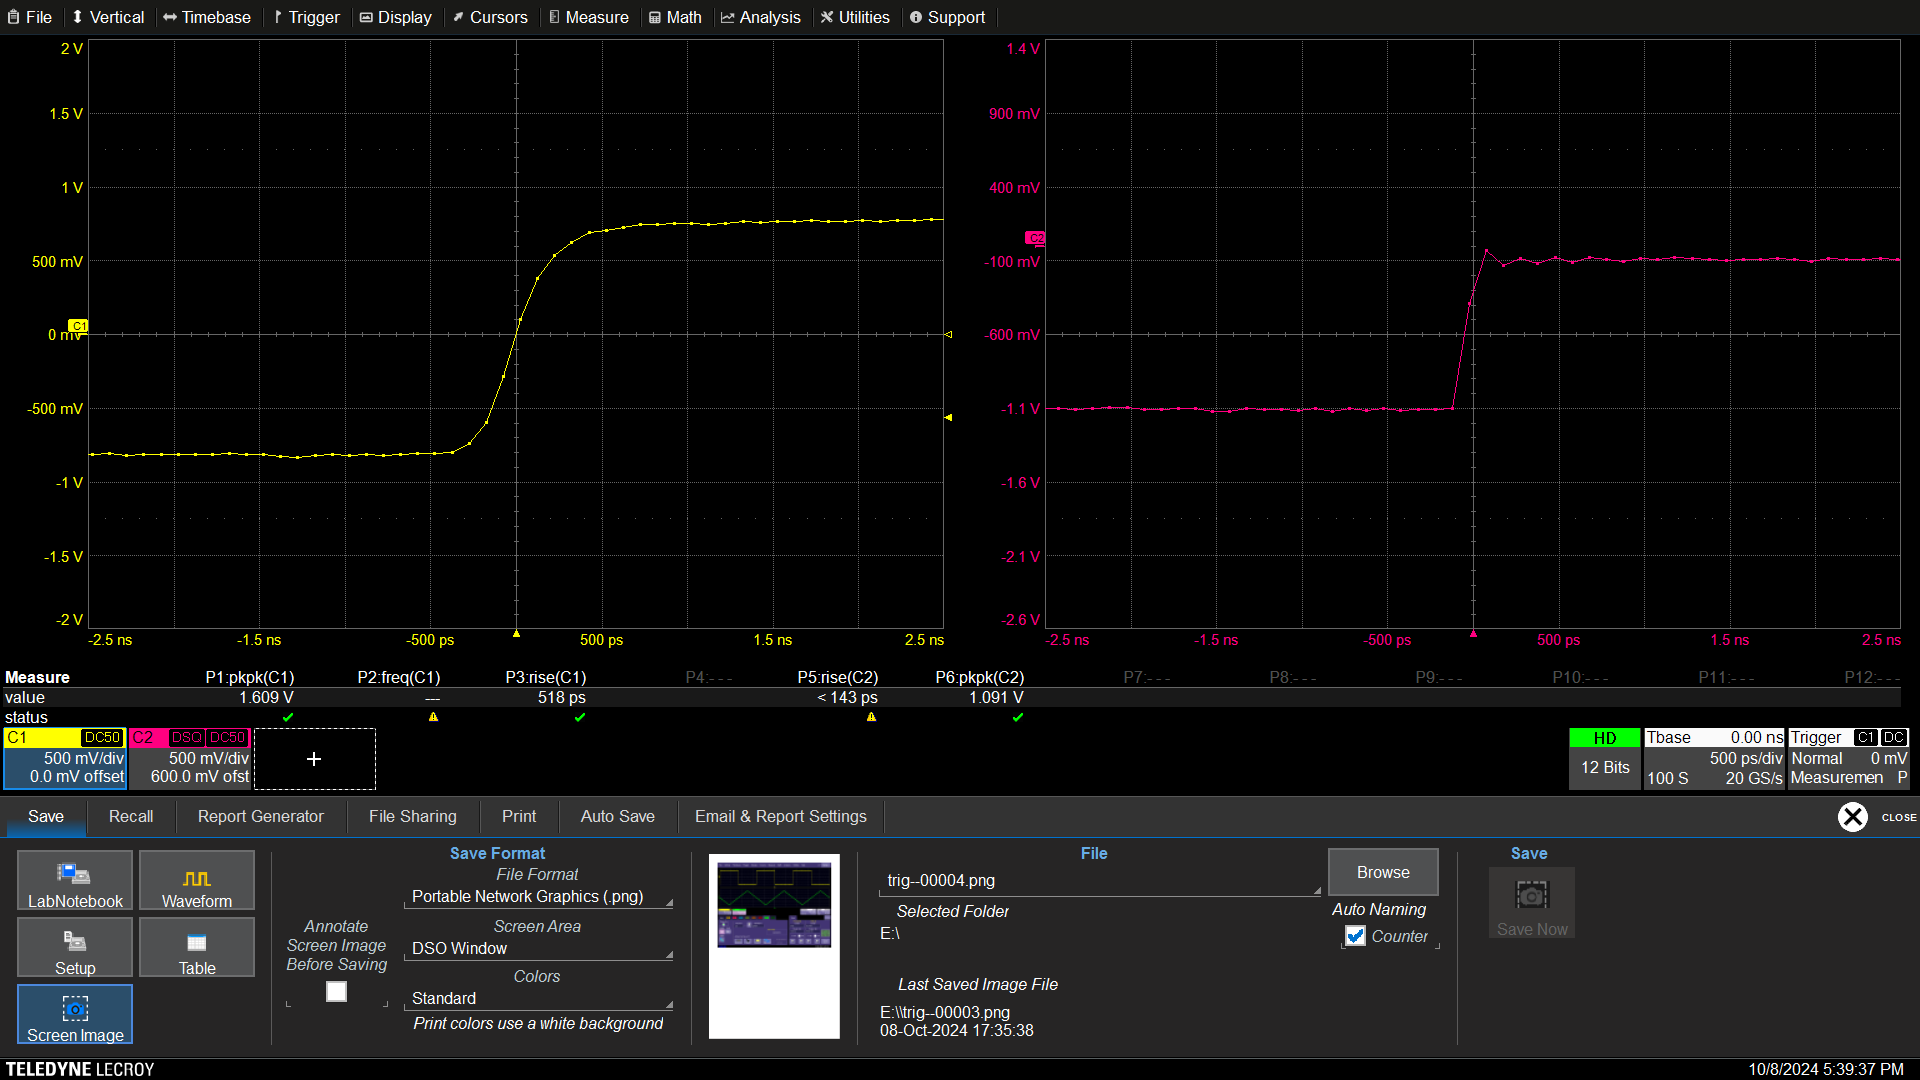 File Vertical Timebase Trigger Display Cursors Measure Math Analysis Utilities Support
2 V
1.5 V
1 V
500 mV
C1
0 mV
-500 mV
-1 V
-1.5 V
-2 V
-2.5 ns -1.5 ns -500 ps 500 ps 1.5 ns 2.5 ns
1.4 V
900 mV
400 mV
C2
-100 mV
-600 mV
-1.1 V
-1.6 V
-2.1 V
-2.6 V
-2.5 ns -1.5 ns -500 ps 500 ps 1.5 ns 2.5 ns
Measure P1:pkpk(C1) P2:freq(C1) P3:rise(C1) P4:- - - P5:rise(C2) P6:pkpk(C2) P7:- - - P8:- - - P9:- - - P10:- - - P11:- - - P12:- - -
value 1.609 V --- 518 ps < 143 ps 1.091 V
status
C1 DC50
500 mV/div
0.0 mV offset
C2 DSQ DC50
500 mV/div
600.0 mV ofst
+
HD
12 Bits
Tbase 0.00 ns
500 ps/div
100 S 20 GS/s
Trigger C1 DC
Normal 0 mV
Measuremen P
Save Recall Report Generator File Sharing Print Auto Save Email & Report Settings CLOSE
LabNotebook
Waveform
Setup
Table
Screen Image
Annotate
Screen Image
Before Saving
Save Format
File Format
Portable Network Graphics (.png)
Screen Area
DSO Window
Colors
Standard
Print colors use a white background
File
trig--00004.png
Selected Folder
E:\
Last Saved Image File
E:\\trig--00003.png
08-Oct-2024 17:35:38
Browse
Auto Naming
Counter
Save
Save Now
TELEDYNE LECROY
10/8/2024 5:39:37 PM